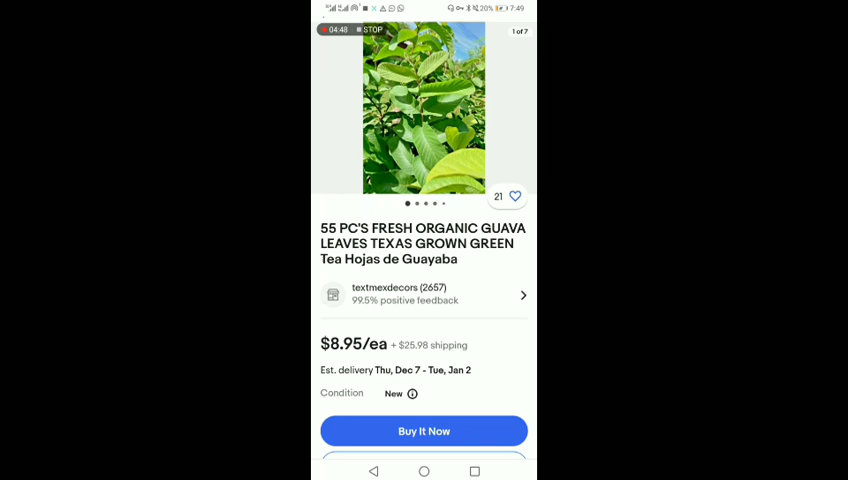 20% 7:49
04:48 STOP
1 of 7
21
55 PC'S FRESH ORGANIC GUAVA
LEAVES TEXAS GROWN GREEN
Tea Hojas de Guayaba
textmexdecors (2657)
99.5% positive feedback
$8.95/ea + $25.98 shipping
Est. delivery Thu, Dec 7 - Tue, Jan 2
Condition New
Buy It Now